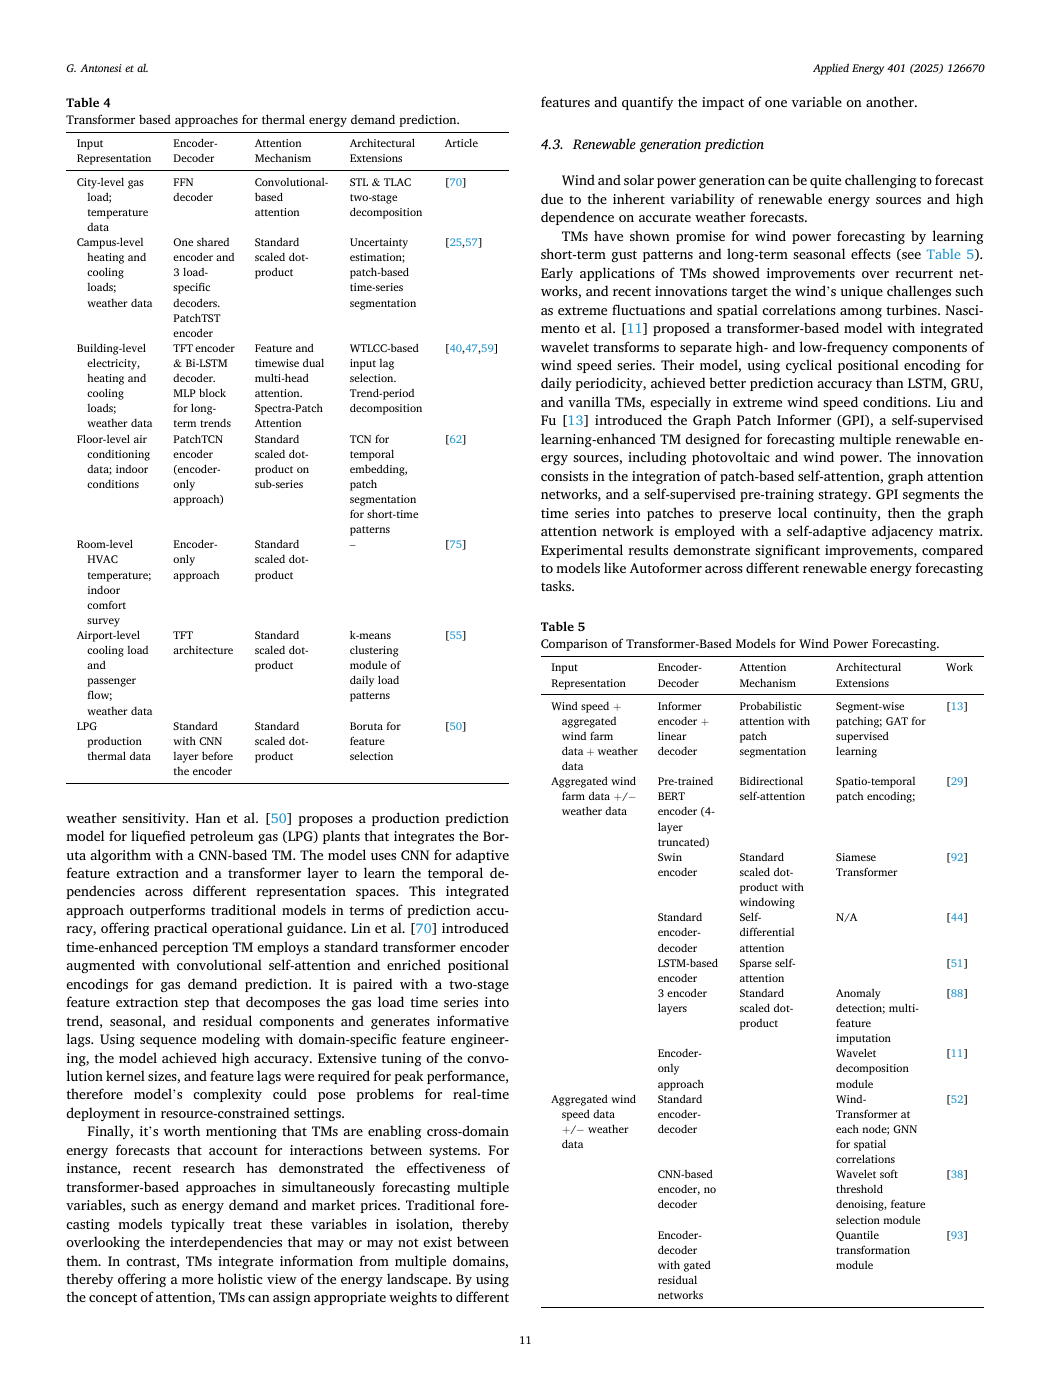 G. Antonesi et al.
Applied Energy 401 (2025) 126670
Table 4
Transformer based approaches for thermal energy demand prediction.
Input Representation | Encoder-Decoder | Attention Mechanism | Architectural Extensions | Article
City-level gas load; temperature data | FFN decoder | Convolutional-based attention | STL & TLAC two-stage decomposition | [70]
Campus-level heating and cooling loads; weather data | One shared encoder and 3 load-specific decoders. PatchTST encoder | Standard scaled dot-product | Uncertainty estimation; patch-based time-series segmentation | [25,57]
Building-level electricity, heating and cooling loads; weather data | TFT encoder & Bi-LSTM decoder. MLP block for long-term trends | Feature and timewise dual multi-head attention. Spectra-Patch Attention | WTLCC-based input lag selection. Trend-period decomposition | [40,47,59]
Floor-level air conditioning data; indoor conditions | PatchTCN encoder (encoder-only approach) | Standard scaled dot-product on sub-series | TCN for temporal embedding, patch segmentation for short-time patterns | [62]
Room-level HVAC temperature; indoor comfort survey | Encoder-only approach | Standard scaled dot-product | – | [75]
Airport-level cooling load and passenger flow; weather data | TFT architecture | Standard scaled dot-product | k-means clustering module of daily load patterns | [55]
LPG production thermal data | Standard with CNN layer before the encoder | Standard scaled dot-product | Boruta for feature selection | [50]
weather sensitivity. Han et al. [50] proposes a production prediction
model for liquefied petroleum gas (LPG) plants that integrates the Bor-
uta algorithm with a CNN-based TM. The model uses CNN for adaptive
feature extraction and a transformer layer to learn the temporal de-
pendencies across different representation spaces. This integrated
approach outperforms traditional models in terms of prediction accu-
racy, offering practical operational guidance. Lin et al. [70] introduced
time-enhanced perception TM employs a standard transformer encoder
augmented with convolutional self-attention and enriched positional
encodings for gas demand prediction. It is paired with a two-stage
feature extraction step that decomposes the gas load time series into
trend, seasonal, and residual components and generates informative
lags. Using sequence modeling with domain-specific feature engineer-
ing, the model achieved high accuracy. Extensive tuning of the convo-
lution kernel sizes, and feature lags were required for peak performance,
therefore model's complexity could pose problems for real-time
deployment in resource-constrained settings.
Finally, it's worth mentioning that TMs are enabling cross-domain
energy forecasts that account for interactions between systems. For
instance, recent research has demonstrated the effectiveness of
transformer-based approaches in simultaneously forecasting multiple
variables, such as energy demand and market prices. Traditional fore-
casting models typically treat these variables in isolation, thereby
overlooking the interdependencies that may or may not exist between
them. In contrast, TMs integrate information from multiple domains,
thereby offering a more holistic view of the energy landscape. By using
the concept of attention, TMs can assign appropriate weights to different
features and quantify the impact of one variable on another.
4.3. Renewable generation prediction
Wind and solar power generation can be quite challenging to forecast
due to the inherent variability of renewable energy sources and high
dependence on accurate weather forecasts.
TMs have shown promise for wind power forecasting by learning
short-term gust patterns and long-term seasonal effects (see Table 5).
Early applications of TMs showed improvements over recurrent net-
works, and recent innovations target the wind's unique challenges such
as extreme fluctuations and spatial correlations among turbines. Nasci-
mento et al. [11] proposed a transformer-based model with integrated
wavelet transforms to separate high- and low-frequency components of
wind speed series. Their model, using cyclical positional encoding for
daily periodicity, achieved better prediction accuracy than LSTM, GRU,
and vanilla TMs, especially in extreme wind speed conditions. Liu and
Fu [13] introduced the Graph Patch Informer (GPI), a self-supervised
learning-enhanced TM designed for forecasting multiple renewable en-
ergy sources, including photovoltaic and wind power. The innovation
consists in the integration of patch-based self-attention, graph attention
networks, and a self-supervised pre-training strategy. GPI segments the
time series into patches to preserve local continuity, then the graph
attention network is employed with a self-adaptive adjacency matrix.
Experimental results demonstrate significant improvements, compared
to models like Autoformer across different renewable energy forecasting
tasks.
Table 5
Comparison of Transformer-Based Models for Wind Power Forecasting.
Input Representation | Encoder-Decoder | Attention Mechanism | Architectural Extensions | Work
Wind speed + aggregated wind farm data + weather data | Informer encoder + linear decoder | Probabilistic attention with patch segmentation | Segment-wise patching; GAT for supervised learning | [13]
Aggregated wind farm data +/− weather data | Pre-trained BERT encoder (4-layer truncated) | Bidirectional self-attention | Spatio-temporal patch encoding; | [29]
Swin encoder | Standard scaled dot-product with windowing | Siamese Transformer | [92]
Standard encoder-decoder | Self-differential attention | N/A | [44]
LSTM-based encoder | Sparse self-attention | [51]
3 encoder layers | Standard scaled dot-product | Anomaly detection; multi-feature imputation | [88]
Encoder-only approach | Wavelet decomposition module | [11]
Aggregated wind speed data +/− weather data | Standard encoder-decoder | Wind-Transformer at each node; GNN for spatial correlations | [52]
CNN-based encoder, no decoder | Wavelet soft threshold denoising, feature selection module | [38]
Encoder-decoder with gated residual networks | Quantile transformation module | [93]
11